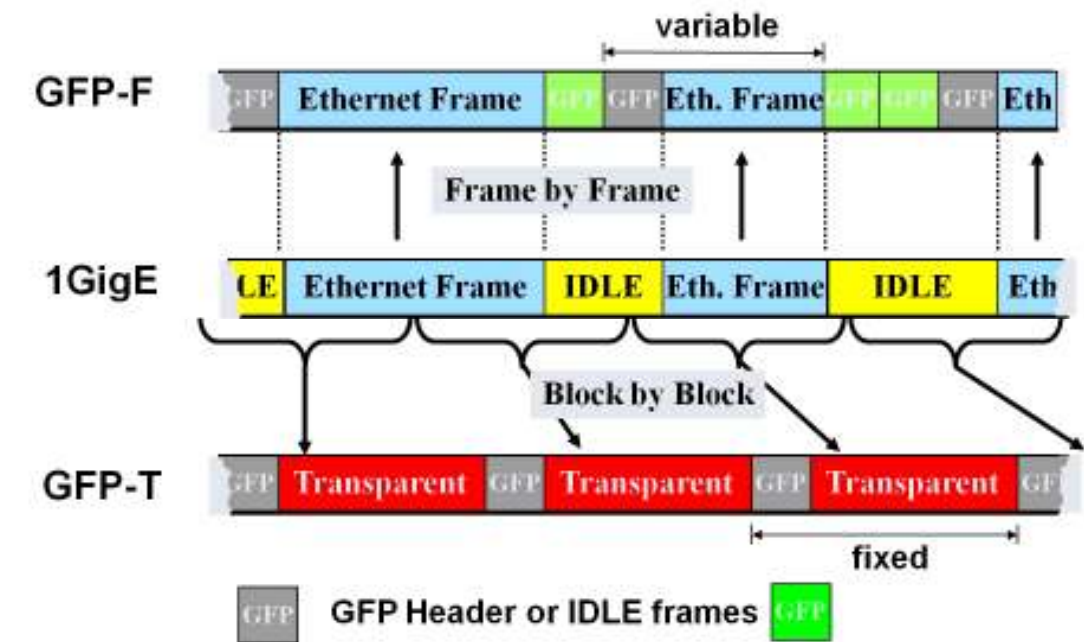 variable
GFP-F GFP Ethernet Frame GFP GFP Eth. Frame GFP GFP GFP Eth
Frame by Frame
1GigE LE Ethernet Frame IDLE Eth. Frame IDLE Eth
Block by Block
GFP-T GFP Transparent GFP Transparent GFP Transparent GF
fixed
GFP GFP Header or IDLE frames GFP